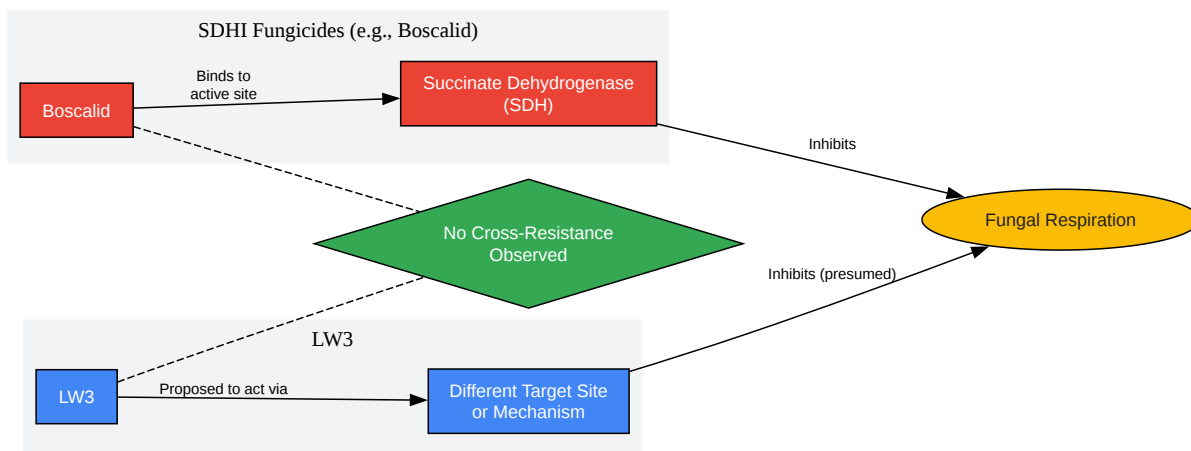 SDHI Fungicides (e.g., Boscalid)
Boscalid
Binds to
active site
Succinate Dehydrogenase
(SDH)
Inhibits
No Cross-Resistance
Observed
Fungal Respiration
Inhibits (presumed)
LW3
LW3
Proposed to act via
Different Target Site
or Mechanism